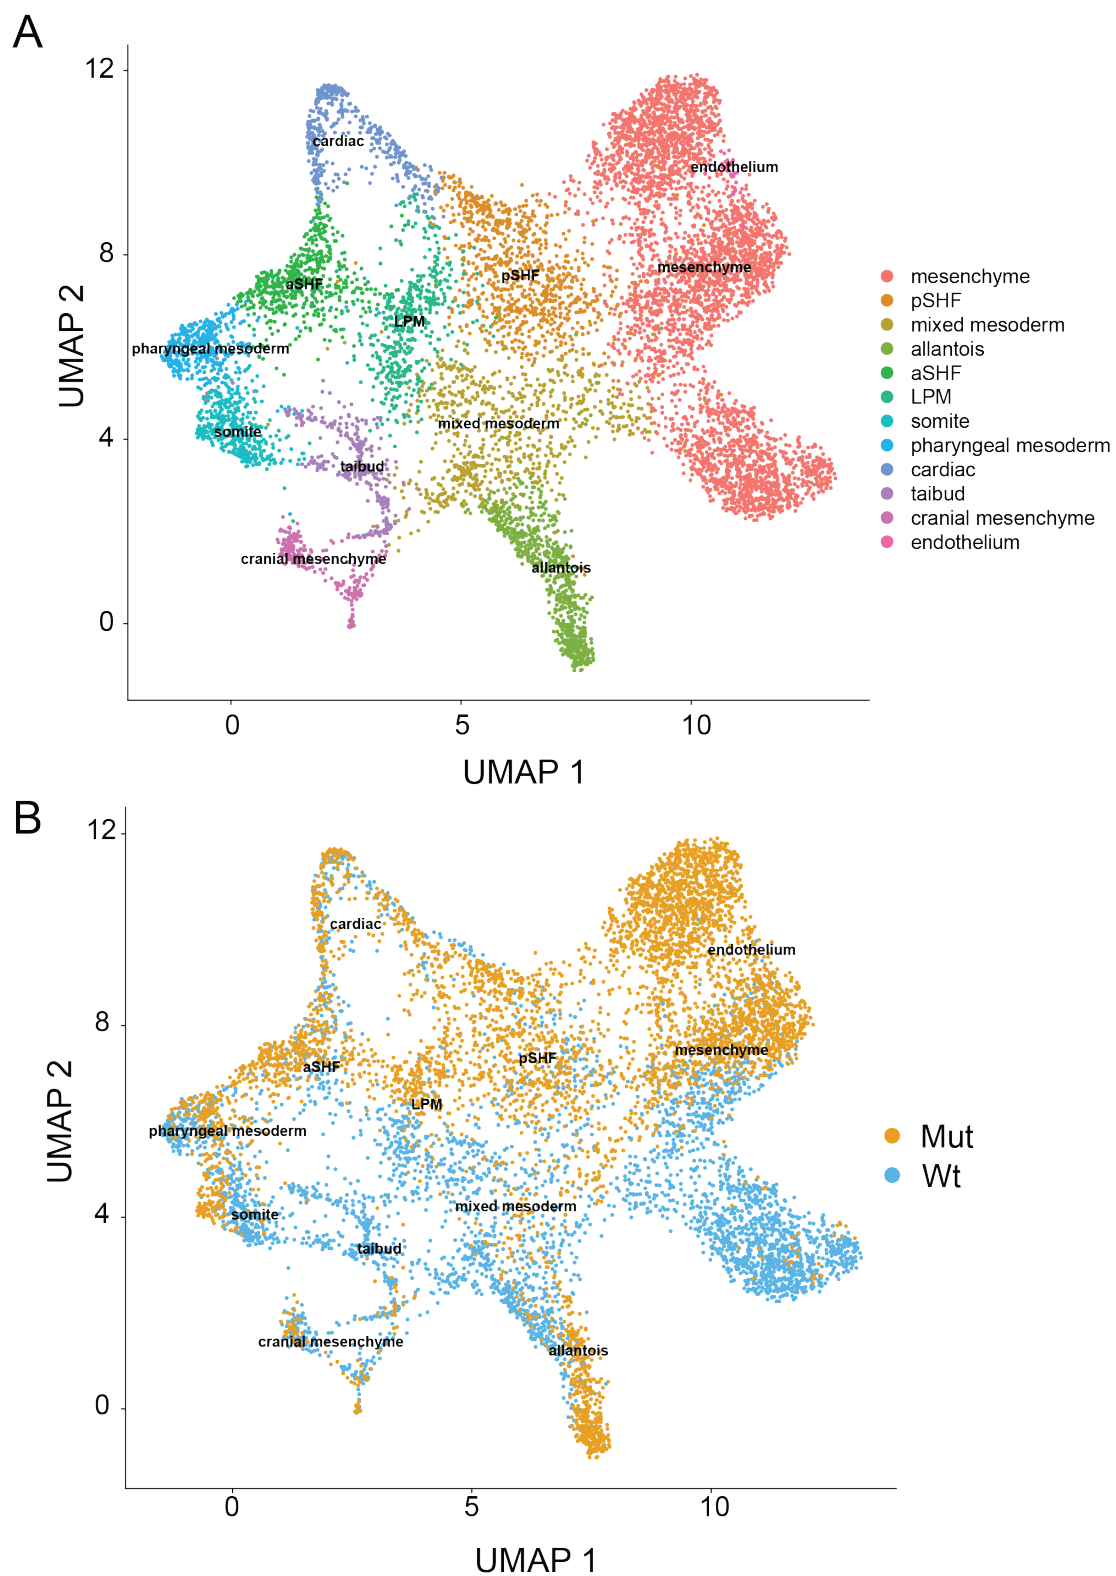 A
12
8
4
0
UMAP 2
cardiac
endothelium
mesenchyme
pSHF
aSHF
LPM
pharyngeal mesoderm
mixed mesoderm
somite
taibud
cranial mesenchyme
allantois
0 5 10
UMAP 1
mesenchyme
pSHF
mixed mesoderm
allantois
aSHF
LPM
somite
pharyngeal mesoderm
cardiac
taibud
cranial mesenchyme
endothelium
B
12
8
4
0
UMAP 2
cardiac
endothelium
mesenchyme
pSHF
aSHF
LPM
pharyngeal mesoderm
mixed mesoderm
somite
taibud
cranial mesenchyme
allantois
0 5 10
UMAP 1
Mut
Wt